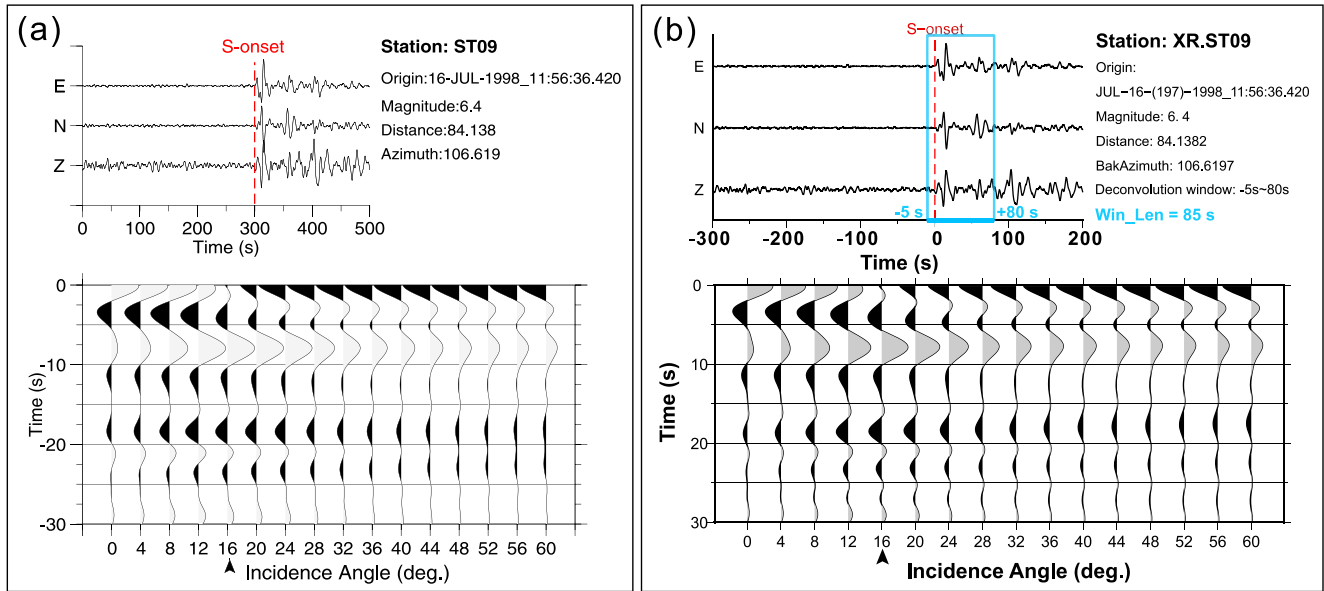 (a)
S-onset
Station: ST09
E
Origin:16-JUL-1998_11:56:36.420
Magnitude:6.4
N
Distance:84.138
Azimuth:106.619
Z
0 100 200 300 400 500
Time (s)
0
-10
-20
-30
Time (s)
0 4 8 12 16 20 24 28 32 36 40 44 48 52 56 60
Incidence Angle (deg.)
(b)
S-onset
Station: XR.ST09
E
Origin:
JUL-16-(197)-1998_11:56:36.420
N
Magnitude: 6. 4
Distance: 84.1382
BakAzimuth: 106.6197
Z
Deconvolution window: -5s~80s
-5 s +80 s
Win_Len = 85 s
-300 -200 -100 0 100 200
Time (s)
0
10
20
30
Time (s)
0 4 8 12 16 20 24 28 32 36 40 44 48 52 56 60
Incidence Angle (deg.)